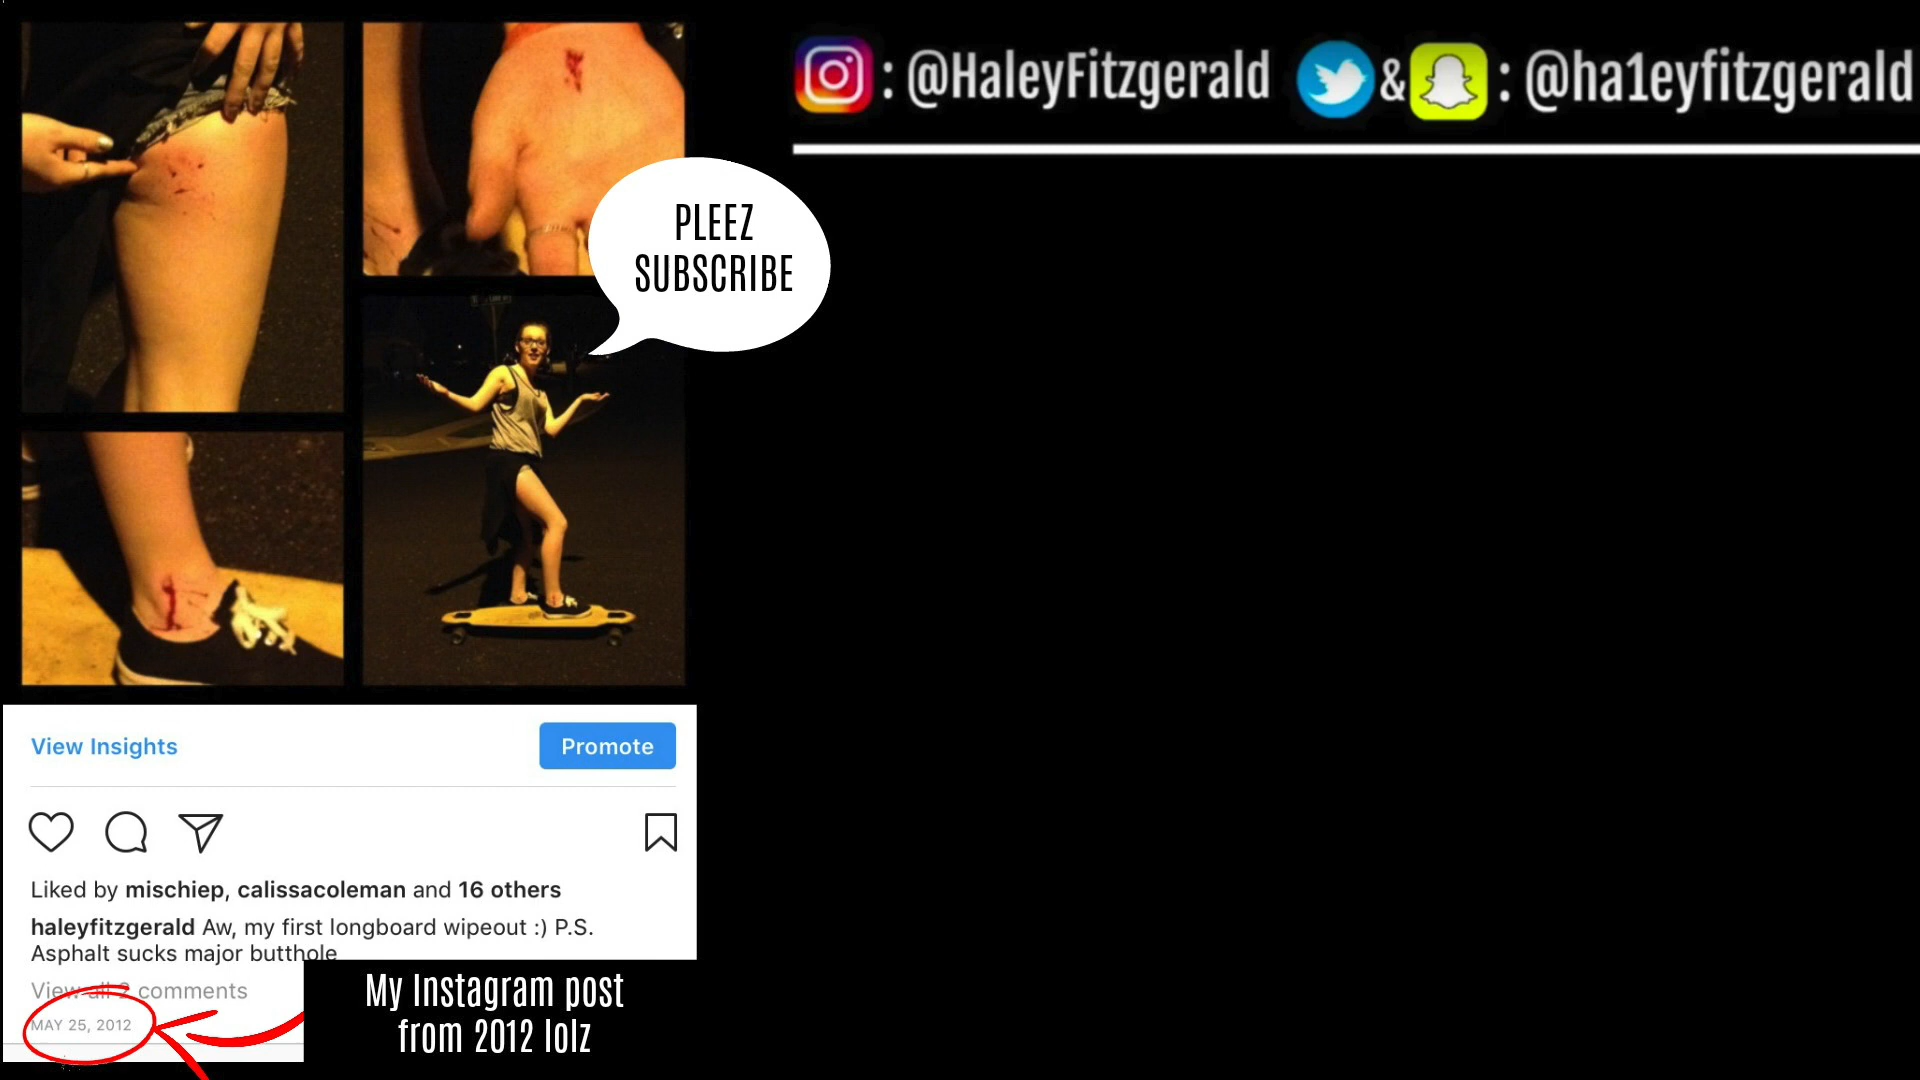 : @HaleyFitzgerald & : @ha1eyfitzgerald
PLEEZ
SUBSCRIBE
View Insights
Promote
Liked by mischiep, calissacoleman and 16 others
haleyfitzgerald Aw, my first longboard wipeout :) P.S.
Asphalt sucks major butthole
View all 2 comments
MAY 25, 2012
My Instagram post
from 2012 lolz